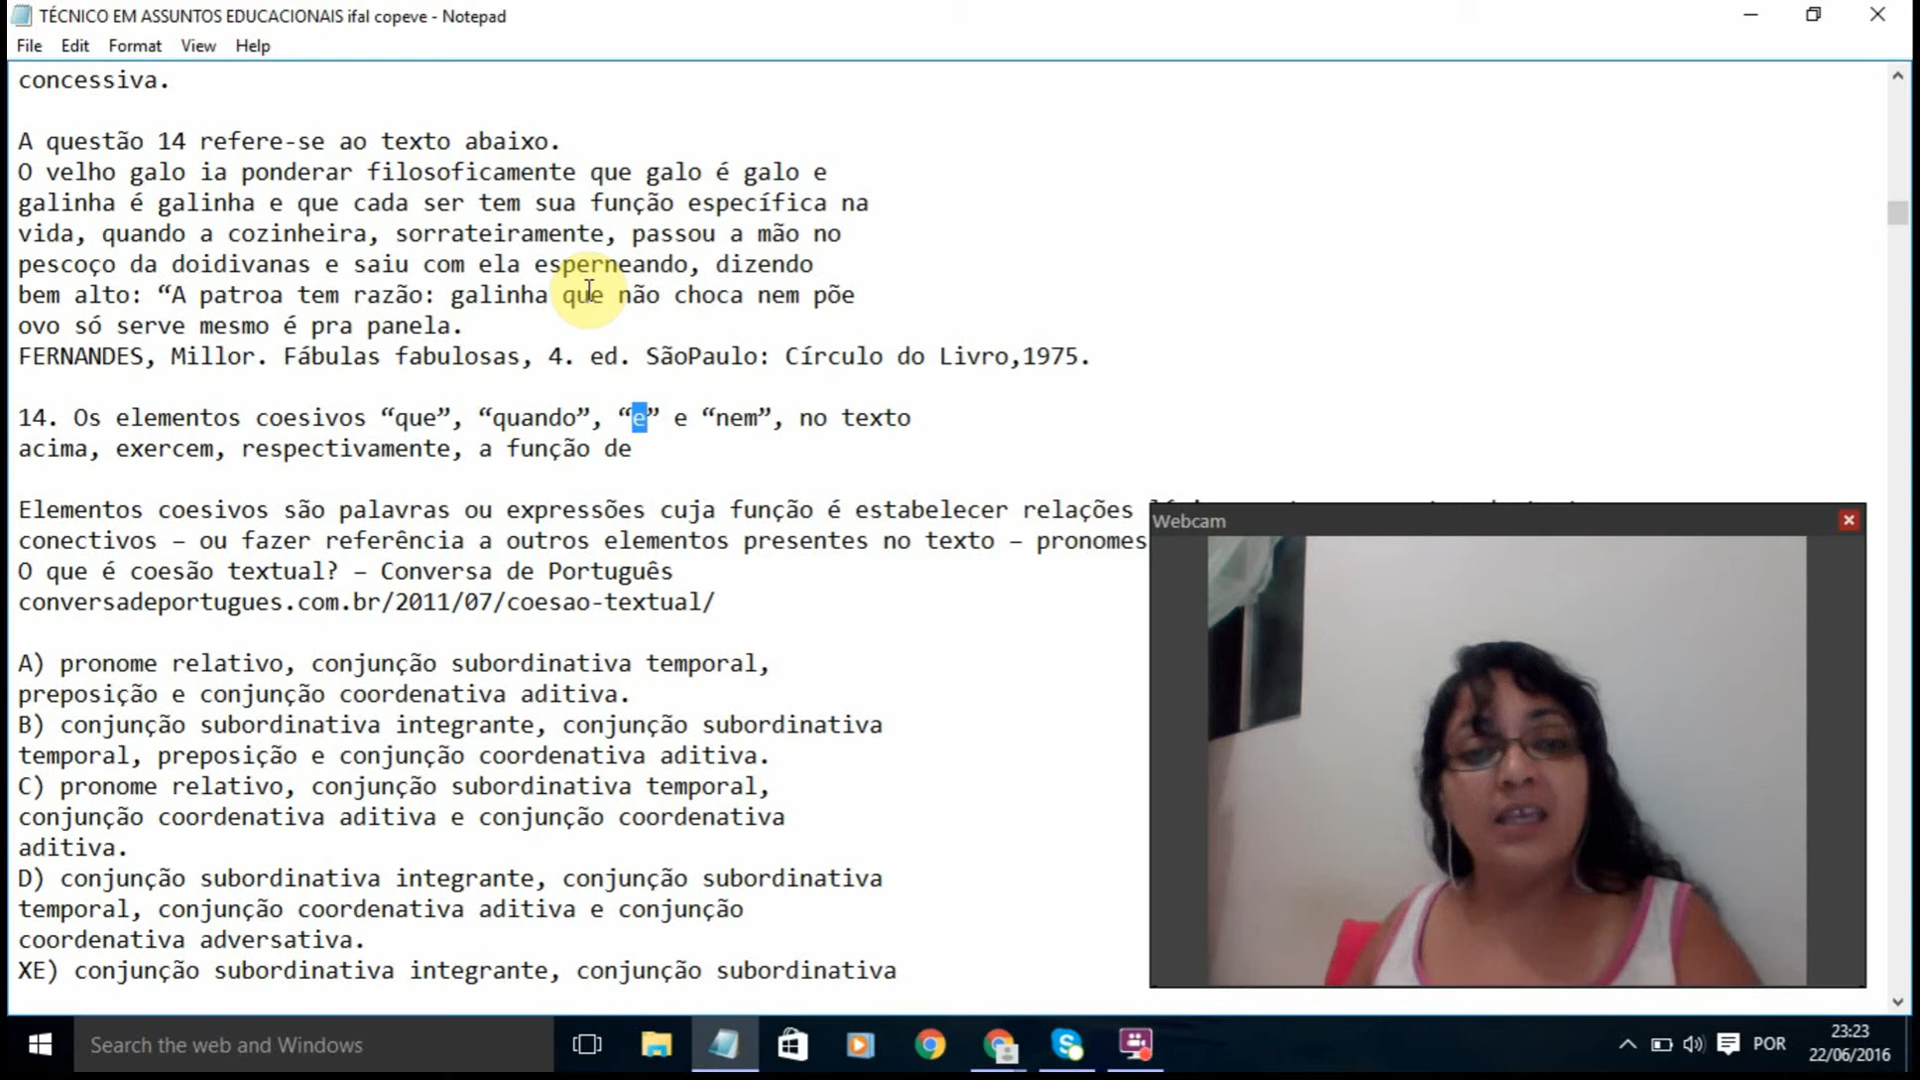 TÉCNICO EM ASSUNTOS EDUCACIONAIS ifal copeve - Notepad
File Edit Format View Help
concessiva.
A questão 14 refere-se ao texto abaixo.
O velho galo ia ponderar filosoficamente que galo é galo e
galinha é galinha e que cada ser tem sua função específica na
vida, quando a cozinheira, sorrateiramente, passou a mão no
pescoço da doidivanas e saiu com ela esperneando, dizendo
bem alto: “A patroa tem razão: galinha que não choca nem põe
ovo só serve mesmo é pra panela.
FERNANDES, Millor. Fábulas fabulosas, 4. ed. SãoPaulo: Círculo do Livro,1975.
14. Os elementos coesivos “que”, “quando”, “e” e “nem”, no texto
acima, exercem, respectivamente, a função de
Elementos coesivos são palavras ou expressões cuja função é estabelecer relações
conectivos – ou fazer referência a outros elementos presentes no texto – pronomes
O que é coesão textual? – Conversa de Português
conversadeportugues.com.br/2011/07/coesao-textual/
A) pronome relativo, conjunção subordinativa temporal,
preposição e conjunção coordenativa aditiva.
B) conjunção subordinativa integrante, conjunção subordinativa
temporal, preposição e conjunção coordenativa aditiva.
C) pronome relativo, conjunção subordinativa temporal,
conjunção coordenativa aditiva e conjunção coordenativa
aditiva.
D) conjunção subordinativa integrante, conjunção subordinativa
temporal, conjunção coordenativa aditiva e conjunção
coordenativa adversativa.
XE) conjunção subordinativa integrante, conjunção subordinativa
Webcam
Search the web and Windows
POR
23:23
22/06/2016